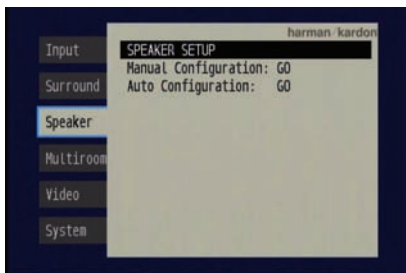 harman/kardon
Input
Surround
Speaker
Multiroom
Video
System
SPEAKER SETUP
Manual Configuration: GO
Auto Configuration: GO